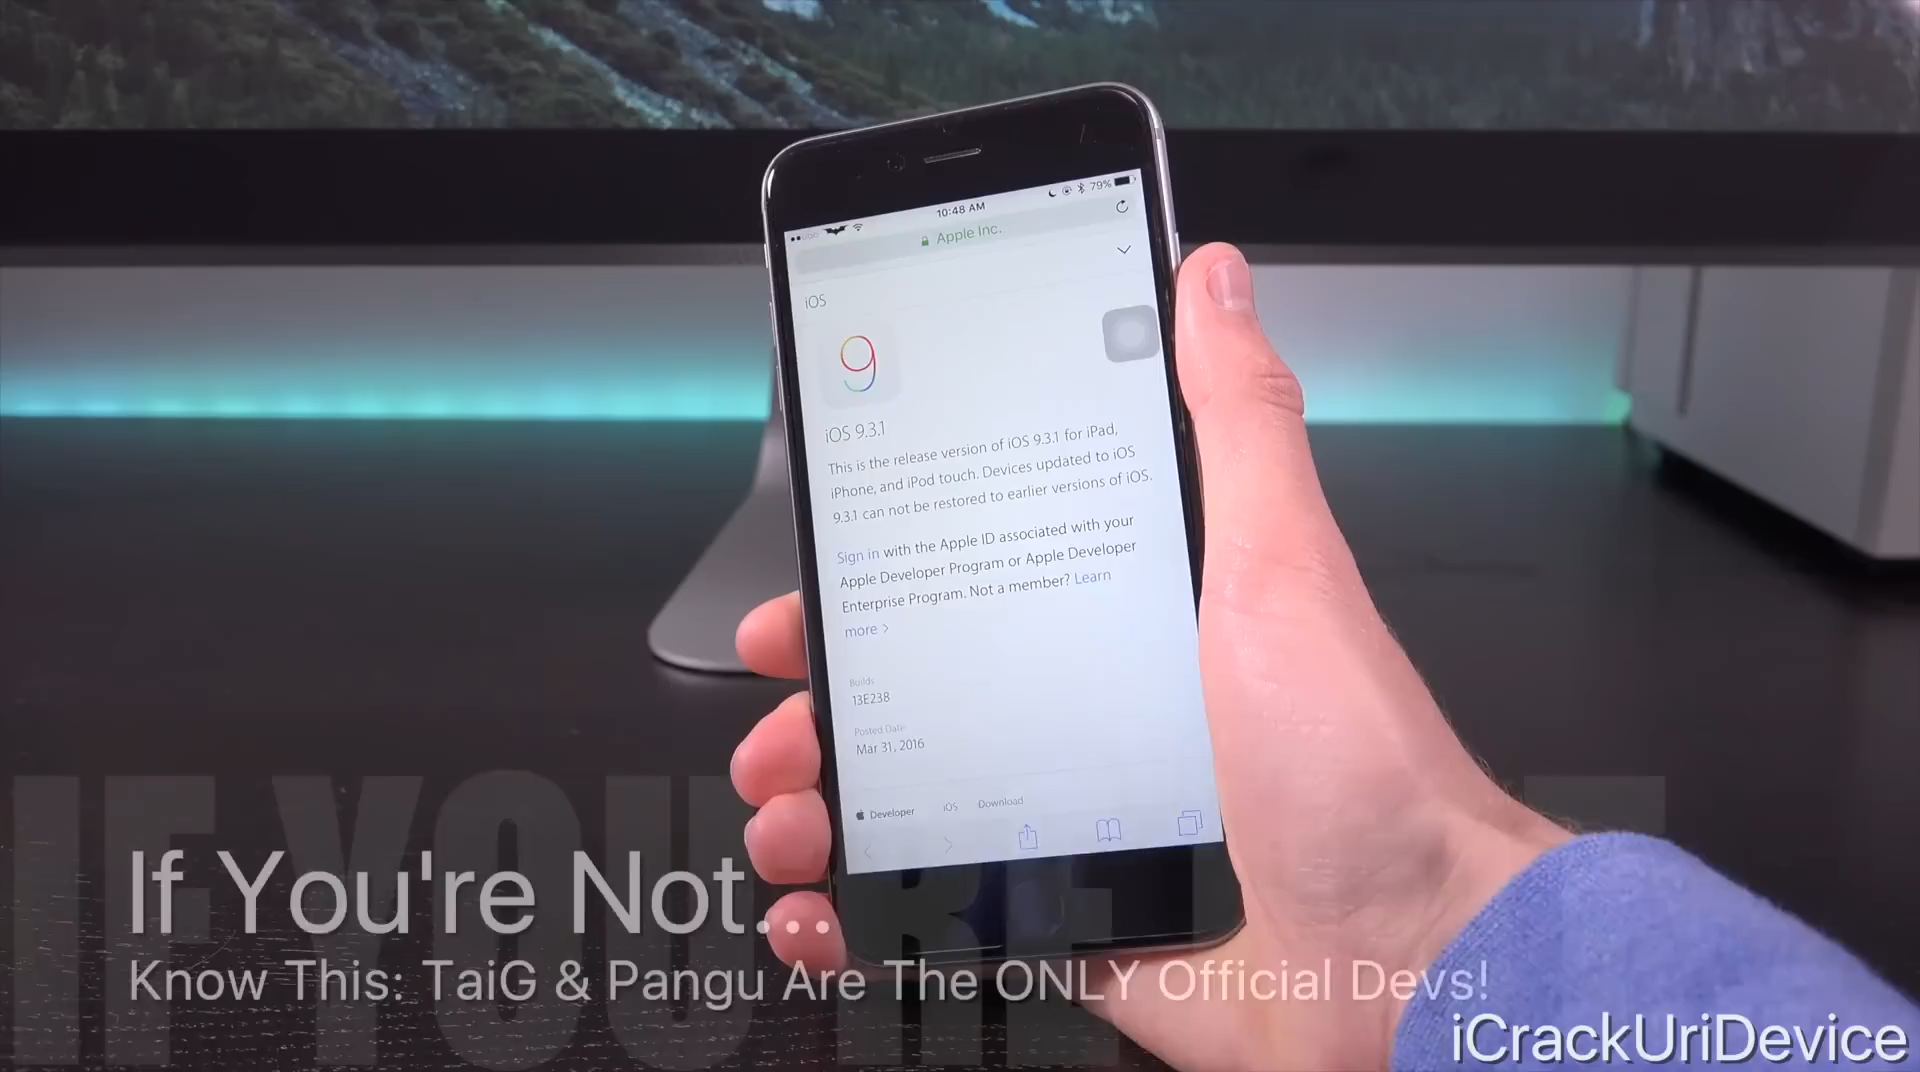 10:48 AM
79%
Apple Inc.
iOS
9
iOS 9.3.1
This is the release version of iOS 9.3.1 for iPad,
iPhone, and iPod touch. Devices updated to iOS
9.3.1 can not be restored to earlier versions of iOS.
Sign in with the Apple ID associated with your
Apple Developer Program or Apple Developer
Enterprise Program. Not a member? Learn
more >
Builds
13E238
Posted Date
Mar 31, 2016
Developer iOS Download
IF YOU'RE
If You're Not...
Know This: TaiG & Pangu Are The ONLY Official Devs!
iCrackUriDevice